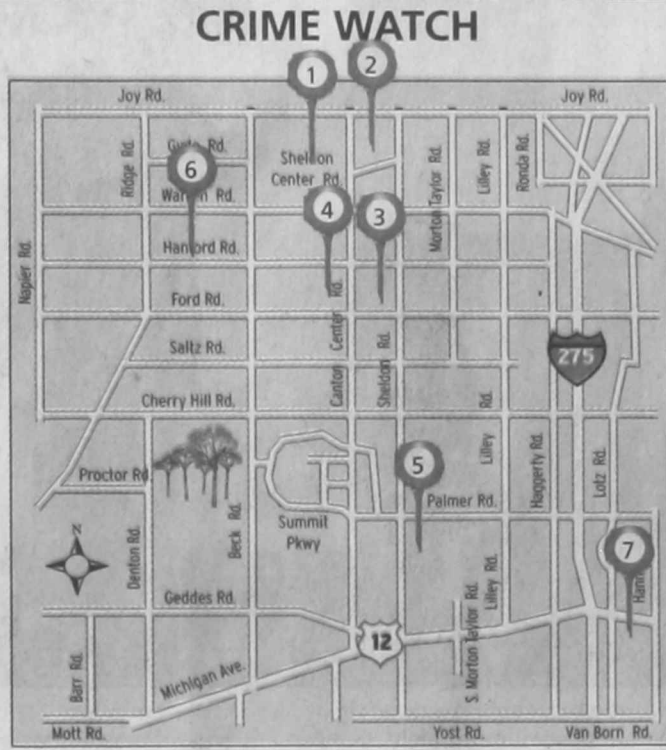 CRIME WATCH
1
2
Joy Rd.
Joy Rd.
Ridge Rd.
Rd.
Sheldon
Center Rd.
Morton Taylor Rd.
Lilley Rd.
Ronda Rd.
6
Warren Rd.
4
3
Napier Rd.
Hanford Rd.
Ford Rd.
Canton Center Rd.
Sheldon Rd.
Saltz Rd.
275
Cherry Hill Rd.
Lilley Rd.
Haggerty Rd.
Lotz Rd.
5
Proctor Rd
Palmer Rd.
Beck Rd.
Summit
Pkwy
N
Denton Rd.
7
Hann
Geddes Rd.
Lilley Rd.
S. Morton Taylor Rd.
12
Barr Rd.
Michigan Ave.
Mott Rd.
Yost Rd.
Van Born Rd.